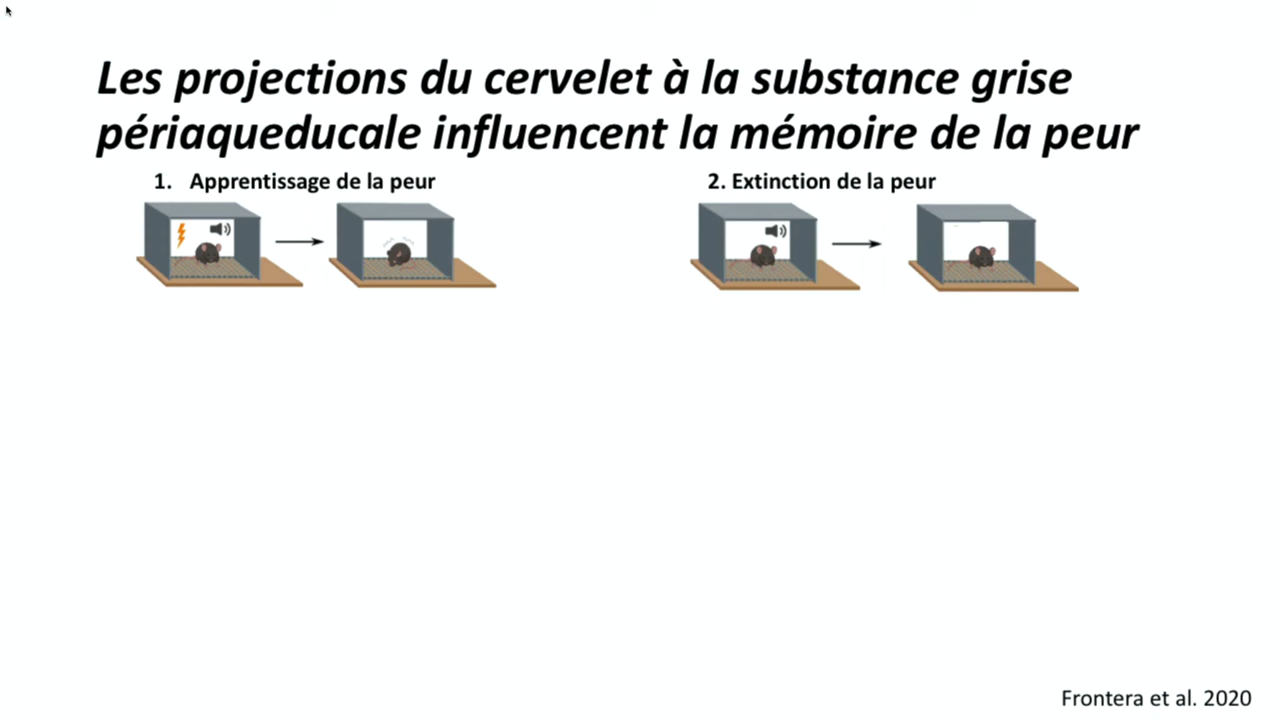 Les projections du cervelet à la substance grise
périaqueducale influencent la mémoire de la peur
1. Apprentissage de la peur
2. Extinction de la peur
Frontera et al. 2020